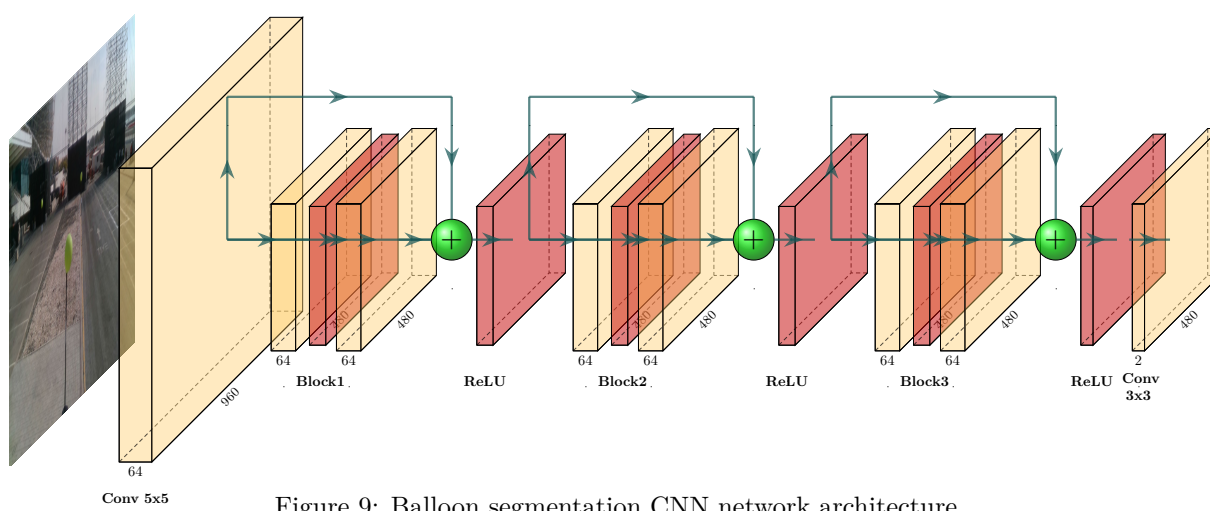 960
64
Conv 5x5
480
64
64
Block1
ReLU
480
64
64
Block2
ReLU
480
64
64
Block3
ReLU
480
2
Conv
3x3
Figure 9: Balloon segmentation CNN network architecture